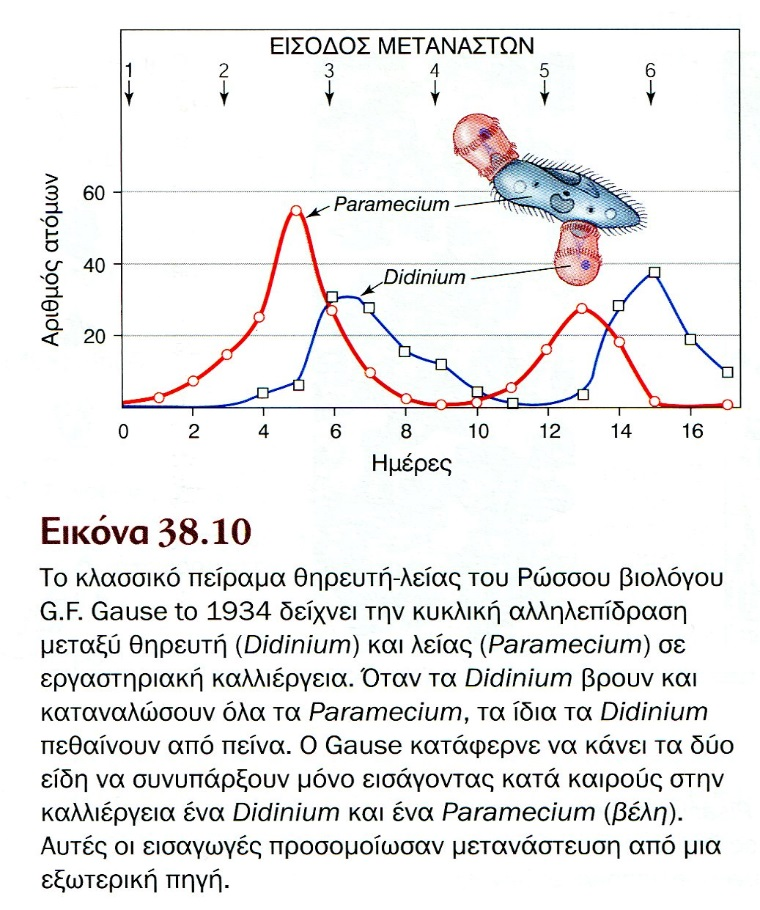 ΕΙΣΟΔΟΣ ΜΕΤΑΝΑΣΤΩΝ
1 2 3 4 5 6
Αριθμός ατόμων
60
40
20
Paramecium
Didinium
0 2 4 6 8 10 12 14 16
Ημέρες
Εικόνα 38.10
Το κλασσικό πείραμα θηρευτή-λείας του Ρώσσου βιολόγου
G.F. Gause to 1934 δείχνει την κυκλική αλληλεπίδραση
μεταξύ θηρευτή (Didinium) και λείας (Paramecium) σε
εργαστηριακή καλλιέργεια. Όταν τα Didinium βρουν και
καταναλώσουν όλα τα Paramecium, τα ίδια τα Didinium
πεθαίνουν από πείνα. Ο Gause κατάφερνε να κάνει τα δύο
είδη να συνυπάρξουν μόνο εισάγοντας κατά καιρούς στην
καλλιέργεια ένα Didinium και ένα Paramecium (βέλη).
Αυτές οι εισαγωγές προσομοίωσαν μετανάστευση από μια
εξωτερική πηγή.